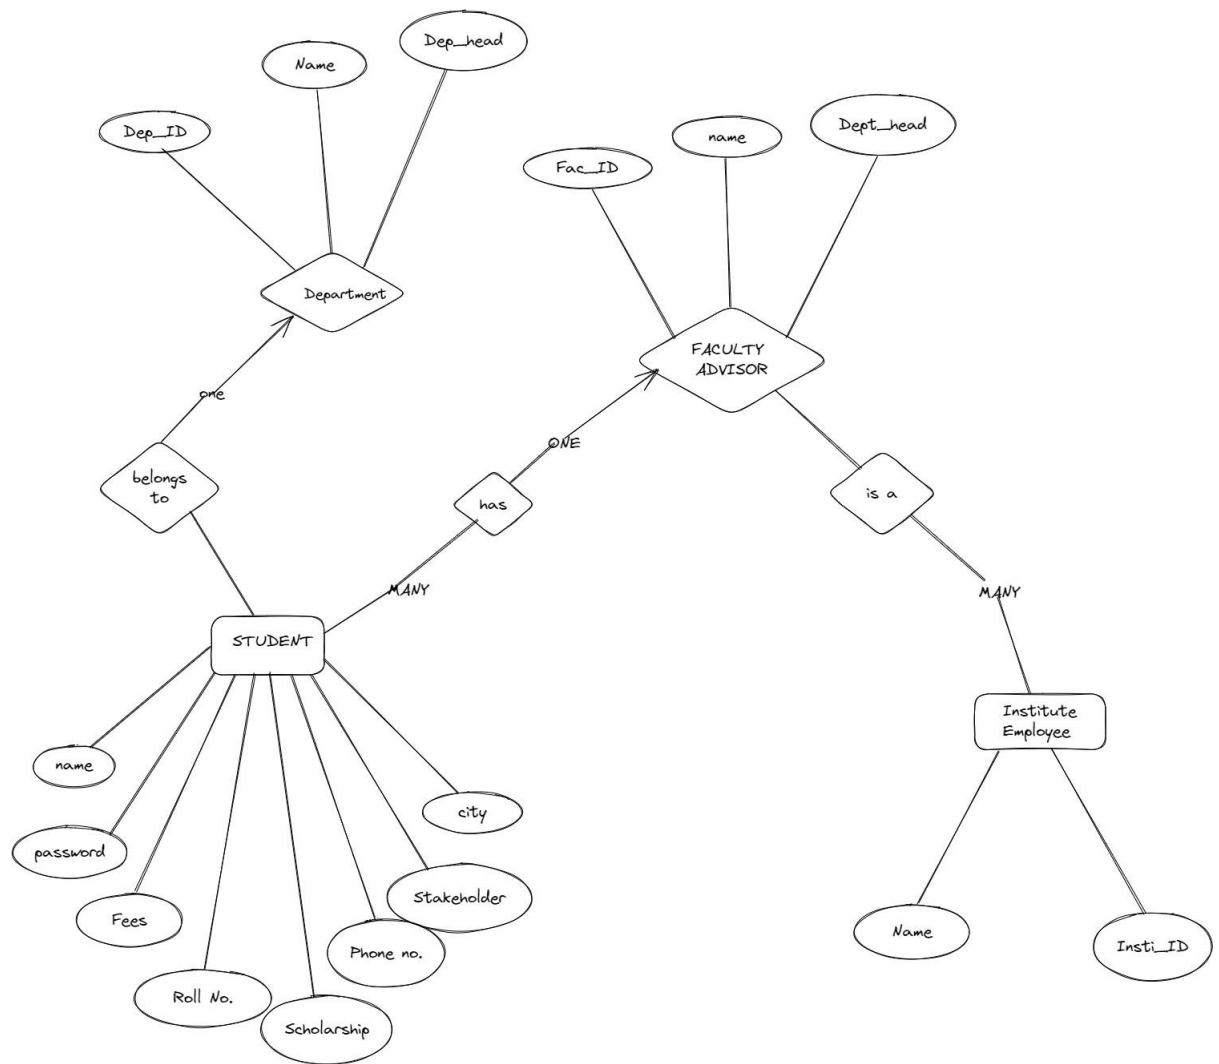 Dep_head
Name
Dep_ID
Dept_head
name
Fac_ID
Department
FACULTY
ADVISOR
one
ONE
belongs
to
has
is a
MANY
MANY
STUDENT
Institute
Employee
name
city
password
Stakeholder
Fees
Phone no.
Name
Insti_ID
Roll No.
Scholarship